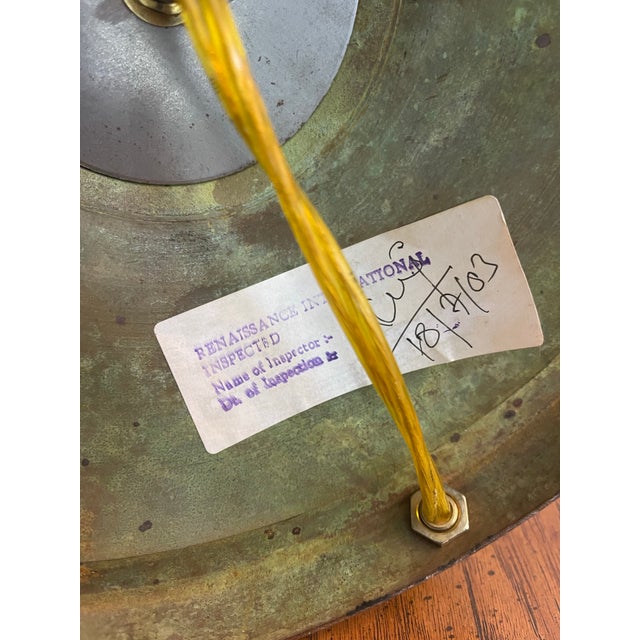 RENAISSANCE INTERNATIONAL
INSPECTED
Name of Inspector :-
Dt. of Inspection :-
18/7/03